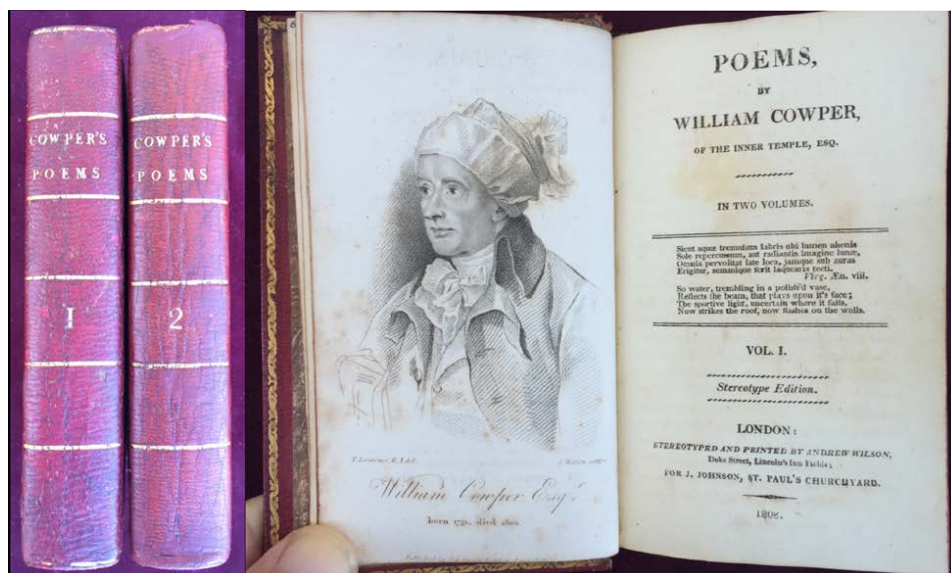 COWPER'S
POEMS
1
COWPER'S
POEMS
2
T. Lawrence R.A. del.
William Cowper Esqr.
born 1731, died 1800.
POEMS,
BY
WILLIAM COWPER,
OF THE INNER TEMPLE, ESQ.
IN TWO VOLUMES.
Sicut aquæ tremulum labris ubi lumen ahenis
Sole repercussum, aut radiantis imagine lunæ,
Omnia pervolitat late loca, jamque sub auras
Erigitur, summique ferit laquearia tecti.
Virg. Æn. viii.
So water, trembling in a polish'd vase,
Reflects the beam, that plays upon it's face;
The sportive light, uncertain where it falls,
Now strikes the roof, now flashes on the walls.
VOL. I.
Stereotype Edition.
LONDON:
STEREOTYPED AND PRINTED BY ANDREW WILSON,
Duke Street, Lincoln's Inn Fields;
FOR J. JOHNSON, ST. PAUL'S CHURCHYARD.